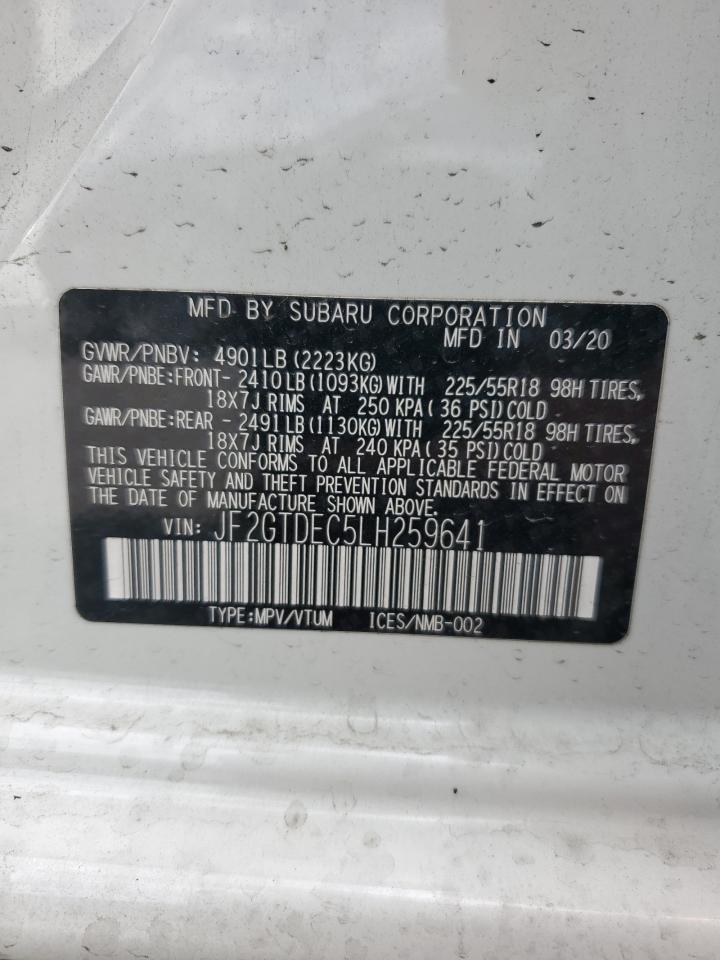 MFD BY SUBARU CORPORATION
MFD IN 03/20
GVWR/PNBV: 4901LB (2223KG)
GAWR/PNBE:FRONT- 2410LB(1093KG)WITH 225/55R18 98H TIRES,
18X7J RIMS AT 250 KPA( 36 PSI)COLD
GAWR/PNBE:REAR - 2491LB(1130KG)WITH 225/55R18 98H TIRES,
18X7J RIMS AT 240 KPA( 35 PSI)COLD
THIS VEHICLE CONFORMS TO ALL APPLICABLE FEDERAL MOTOR
VEHICLE SAFETY AND THEFT PREVENTION STANDARDS IN EFFECT ON
THE DATE OF MANUFACTURE SHOWN ABOVE.
VIN: JF2GTDEC5LH259641
TYPE:MPV/VTUM ICES/NMB-002